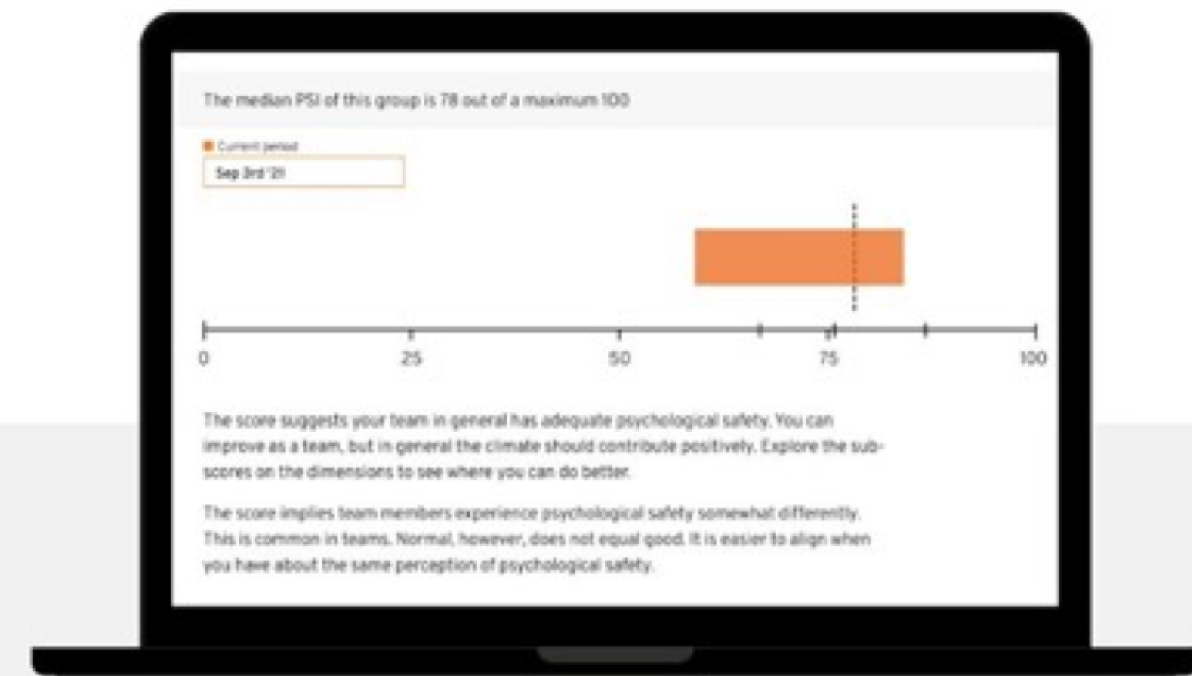 The median PSI of this group is 78 out of a maximum 100
Current period
Sep 3rd '21
0 25 50 75 100
The score suggests your team in general has adequate psychological safety. You can
improve as a team, but in general the climate should contribute positively. Explore the sub-
scores on the dimensions to see where you can do better.
The score implies team members experience psychological safety somewhat differently.
This is common in teams. Normal, however, does not equal good. It is easier to align when
you have about the same perception of psychological safety.